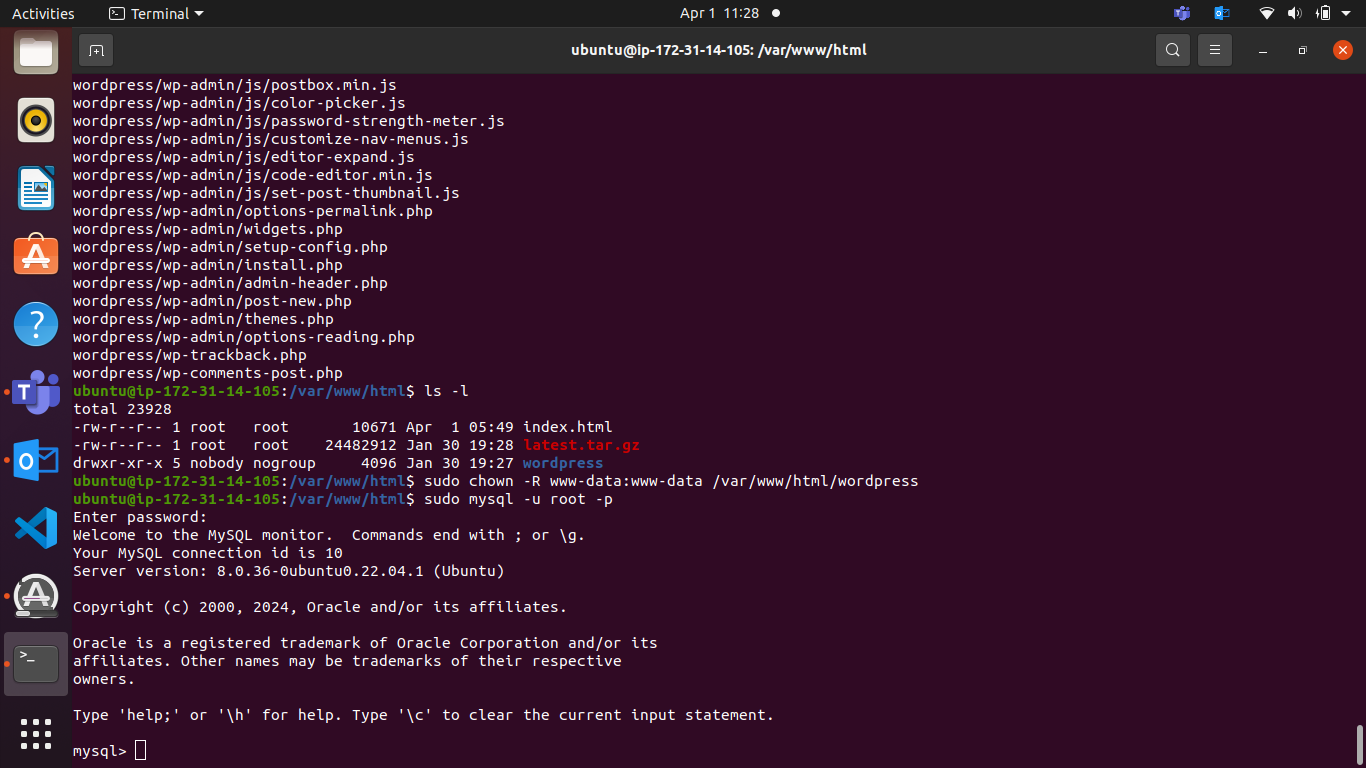 Activities
Terminal
Apr 1 11:28
ubuntu@ip-172-31-14-105: /var/www/html
wordpress/wp-admin/js/postbox.min.js
wordpress/wp-admin/js/color-picker.js
wordpress/wp-admin/js/password-strength-meter.js
wordpress/wp-admin/js/customize-nav-menus.js
wordpress/wp-admin/js/editor-expand.js
wordpress/wp-admin/js/code-editor.min.js
wordpress/wp-admin/js/set-post-thumbnail.js
wordpress/wp-admin/options-permalink.php
wordpress/wp-admin/widgets.php
wordpress/wp-admin/setup-config.php
wordpress/wp-admin/install.php
wordpress/wp-admin/admin-header.php
wordpress/wp-admin/post-new.php
wordpress/wp-admin/themes.php
wordpress/wp-admin/options-reading.php
wordpress/wp-trackback.php
wordpress/wp-comments-post.php
ubuntu@ip-172-31-14-105:/var/www/html$ ls -l
total 23928
-rw-r--r-- 1 root   root       10671 Apr  1 05:49 index.html
-rw-r--r-- 1 root   root    24482912 Jan 30 19:28 latest.tar.gz
drwxr-xr-x 5 nobody nogroup     4096 Jan 30 19:27 wordpress
ubuntu@ip-172-31-14-105:/var/www/html$ sudo chown -R www-data:www-data /var/www/html/wordpress
ubuntu@ip-172-31-14-105:/var/www/html$ sudo mysql -u root -p
Enter password:
Welcome to the MySQL monitor.  Commands end with ; or \g.
Your MySQL connection id is 10
Server version: 8.0.36-0ubuntu0.22.04.1 (Ubuntu)
Copyright (c) 2000, 2024, Oracle and/or its affiliates.
Oracle is a registered trademark of Oracle Corporation and/or its
affiliates. Other names may be trademarks of their respective
owners.
Type 'help;' or '\h' for help. Type '\c' to clear the current input statement.
mysql>